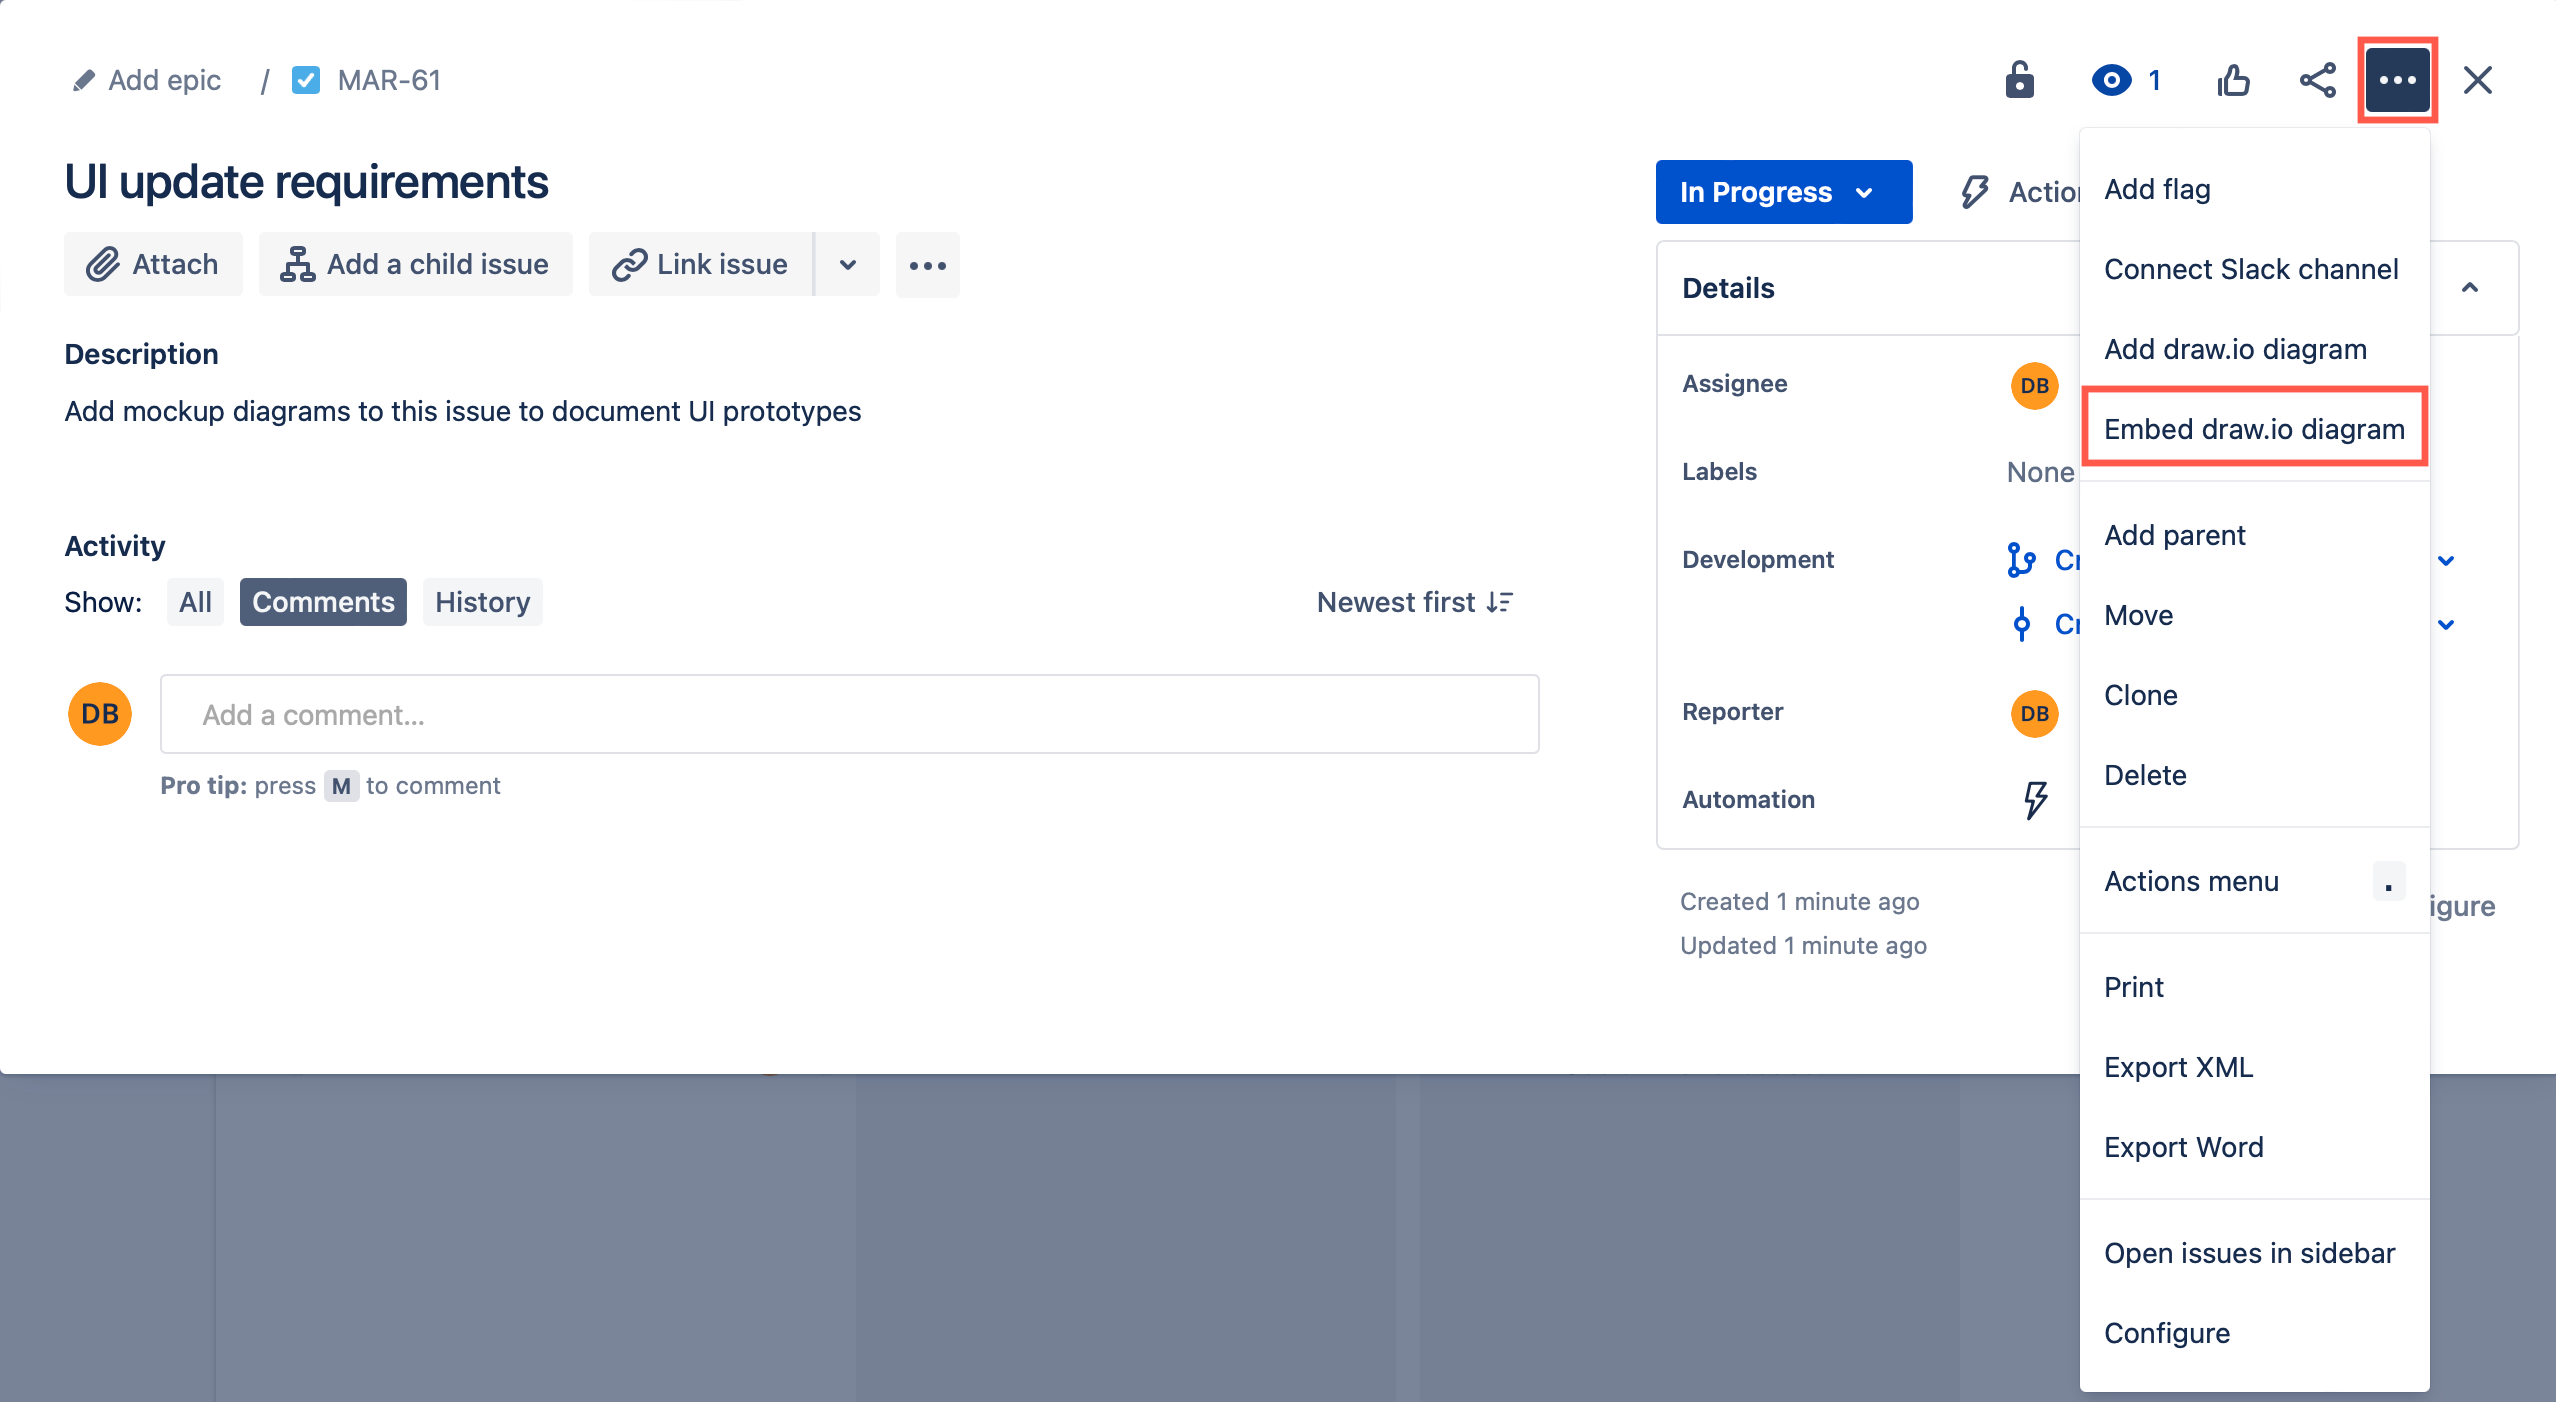 Add epic / MAR-61
1
UI update requirements
Attach
Add a child issue
Link issue
Description
Add mockup diagrams to this issue to document UI prototypes
Activity
Show:
All
Comments
History
Newest first
DB
Add a comment...
Pro tip: press M to comment
In Progress
Details
Assignee
DB
Labels
None
Development
Reporter
DB
Automation
Created 1 minute ago
Updated 1 minute ago
Add flag
Connect Slack channel
Add draw.io diagram
Embed draw.io diagram
Add parent
Move
Clone
Delete
Actions menu .
Print
Export XML
Export Word
Open issues in sidebar
Configure